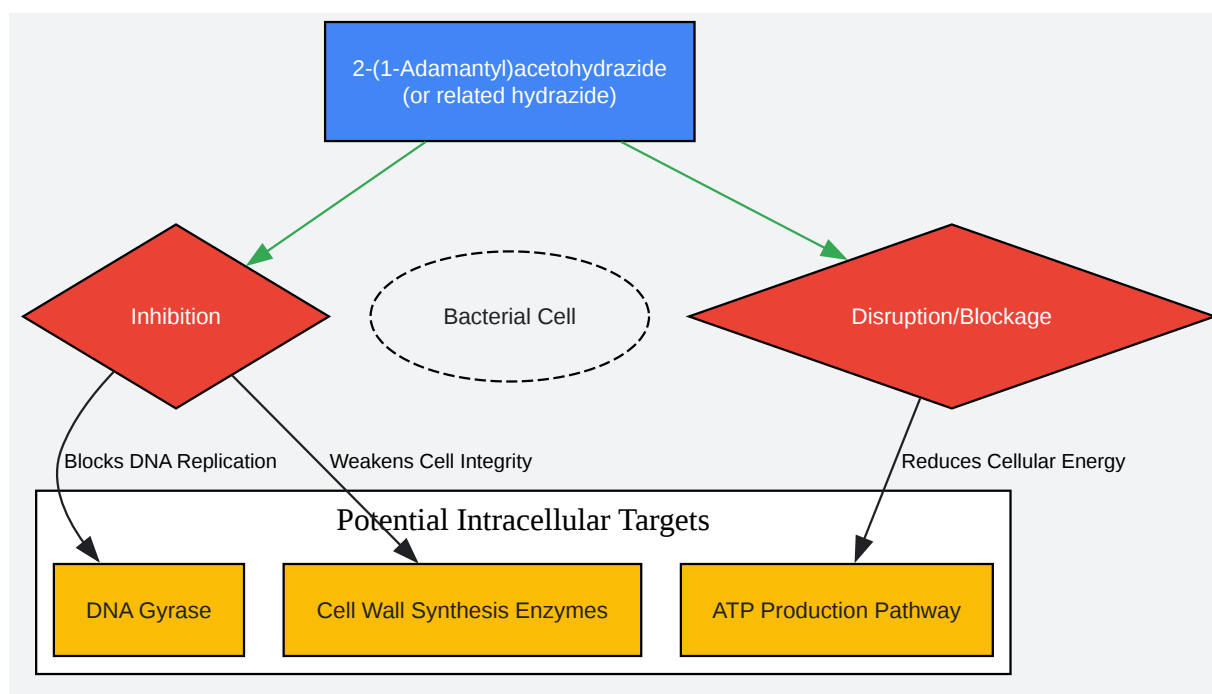 2-(1-Adamantyl)acetohydrazide
(or related hydrazide)
Inhibition
Bacterial Cell
Disruption/Blockage
Blocks DNA Replication
Weakens Cell Integrity
Reduces Cellular Energy
Potential Intracellular Targets
DNA Gyrase
Cell Wall Synthesis Enzymes
ATP Production Pathway